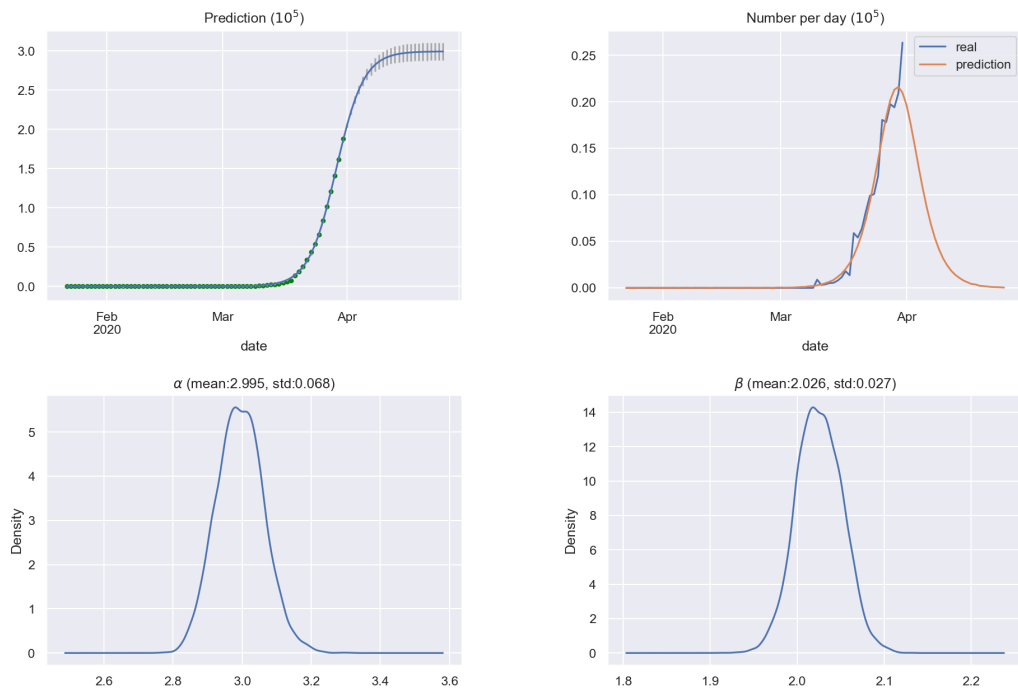 Prediction (10⁵)
3.0
2.5
2.0
1.5
1.0
0.5
0.0
Feb
2020
Mar
Apr
date
Number per day (10⁵)
real
prediction
0.25
0.20
0.15
0.10
0.05
0.00
Feb
2020
Mar
Apr
date
α (mean:2.995, std:0.068)
Density
5
4
3
2
1
0
2.6 2.8 3.0 3.2 3.4 3.6
β (mean:2.026, std:0.027)
Density
14
12
10
8
6
4
2
0
1.8 1.9 2.0 2.1 2.2